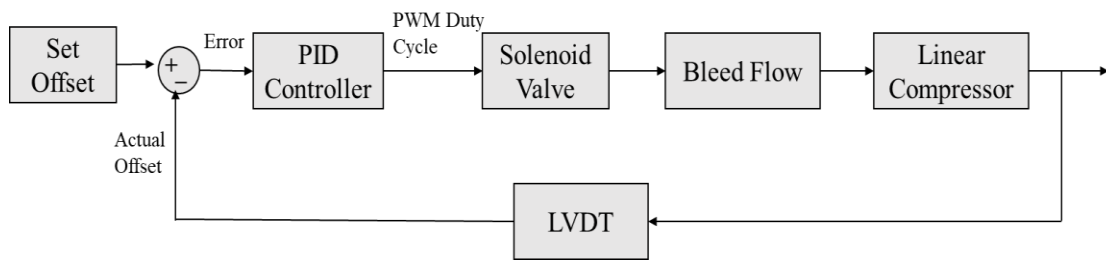 PWM Duty
Cycle
Set
Offset
+
−
Error
PID
Controller
Solenoid
Valve
Bleed Flow
Linear
Compressor
Actual
Offset
LVDT